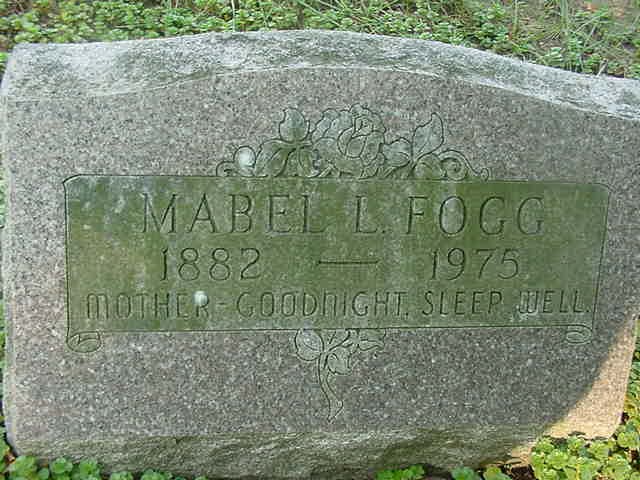 MABEL L. FOGG
1882 — 1975
MOTHER - GOODNIGHT, SLEEP WELL.